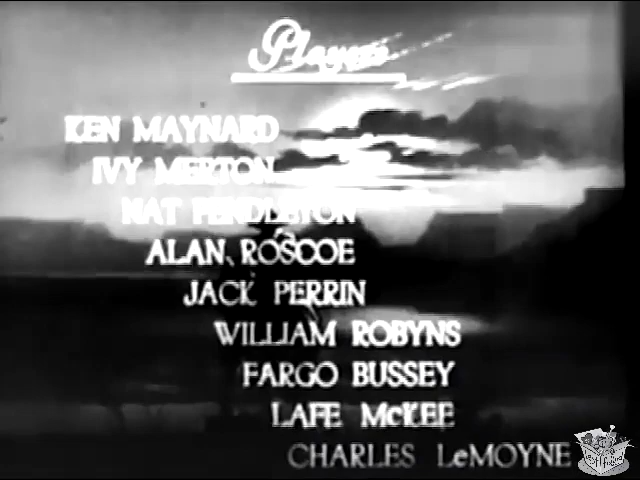 Players
KEN MAYNARD
IVY MERTON
NAT PENDLETON
ALAN ROSCOE
JACK PERRIN
WILLIAM ROBYNS
FARGO BUSSEY
LAFE McKEE
CHARLES LeMOYNE